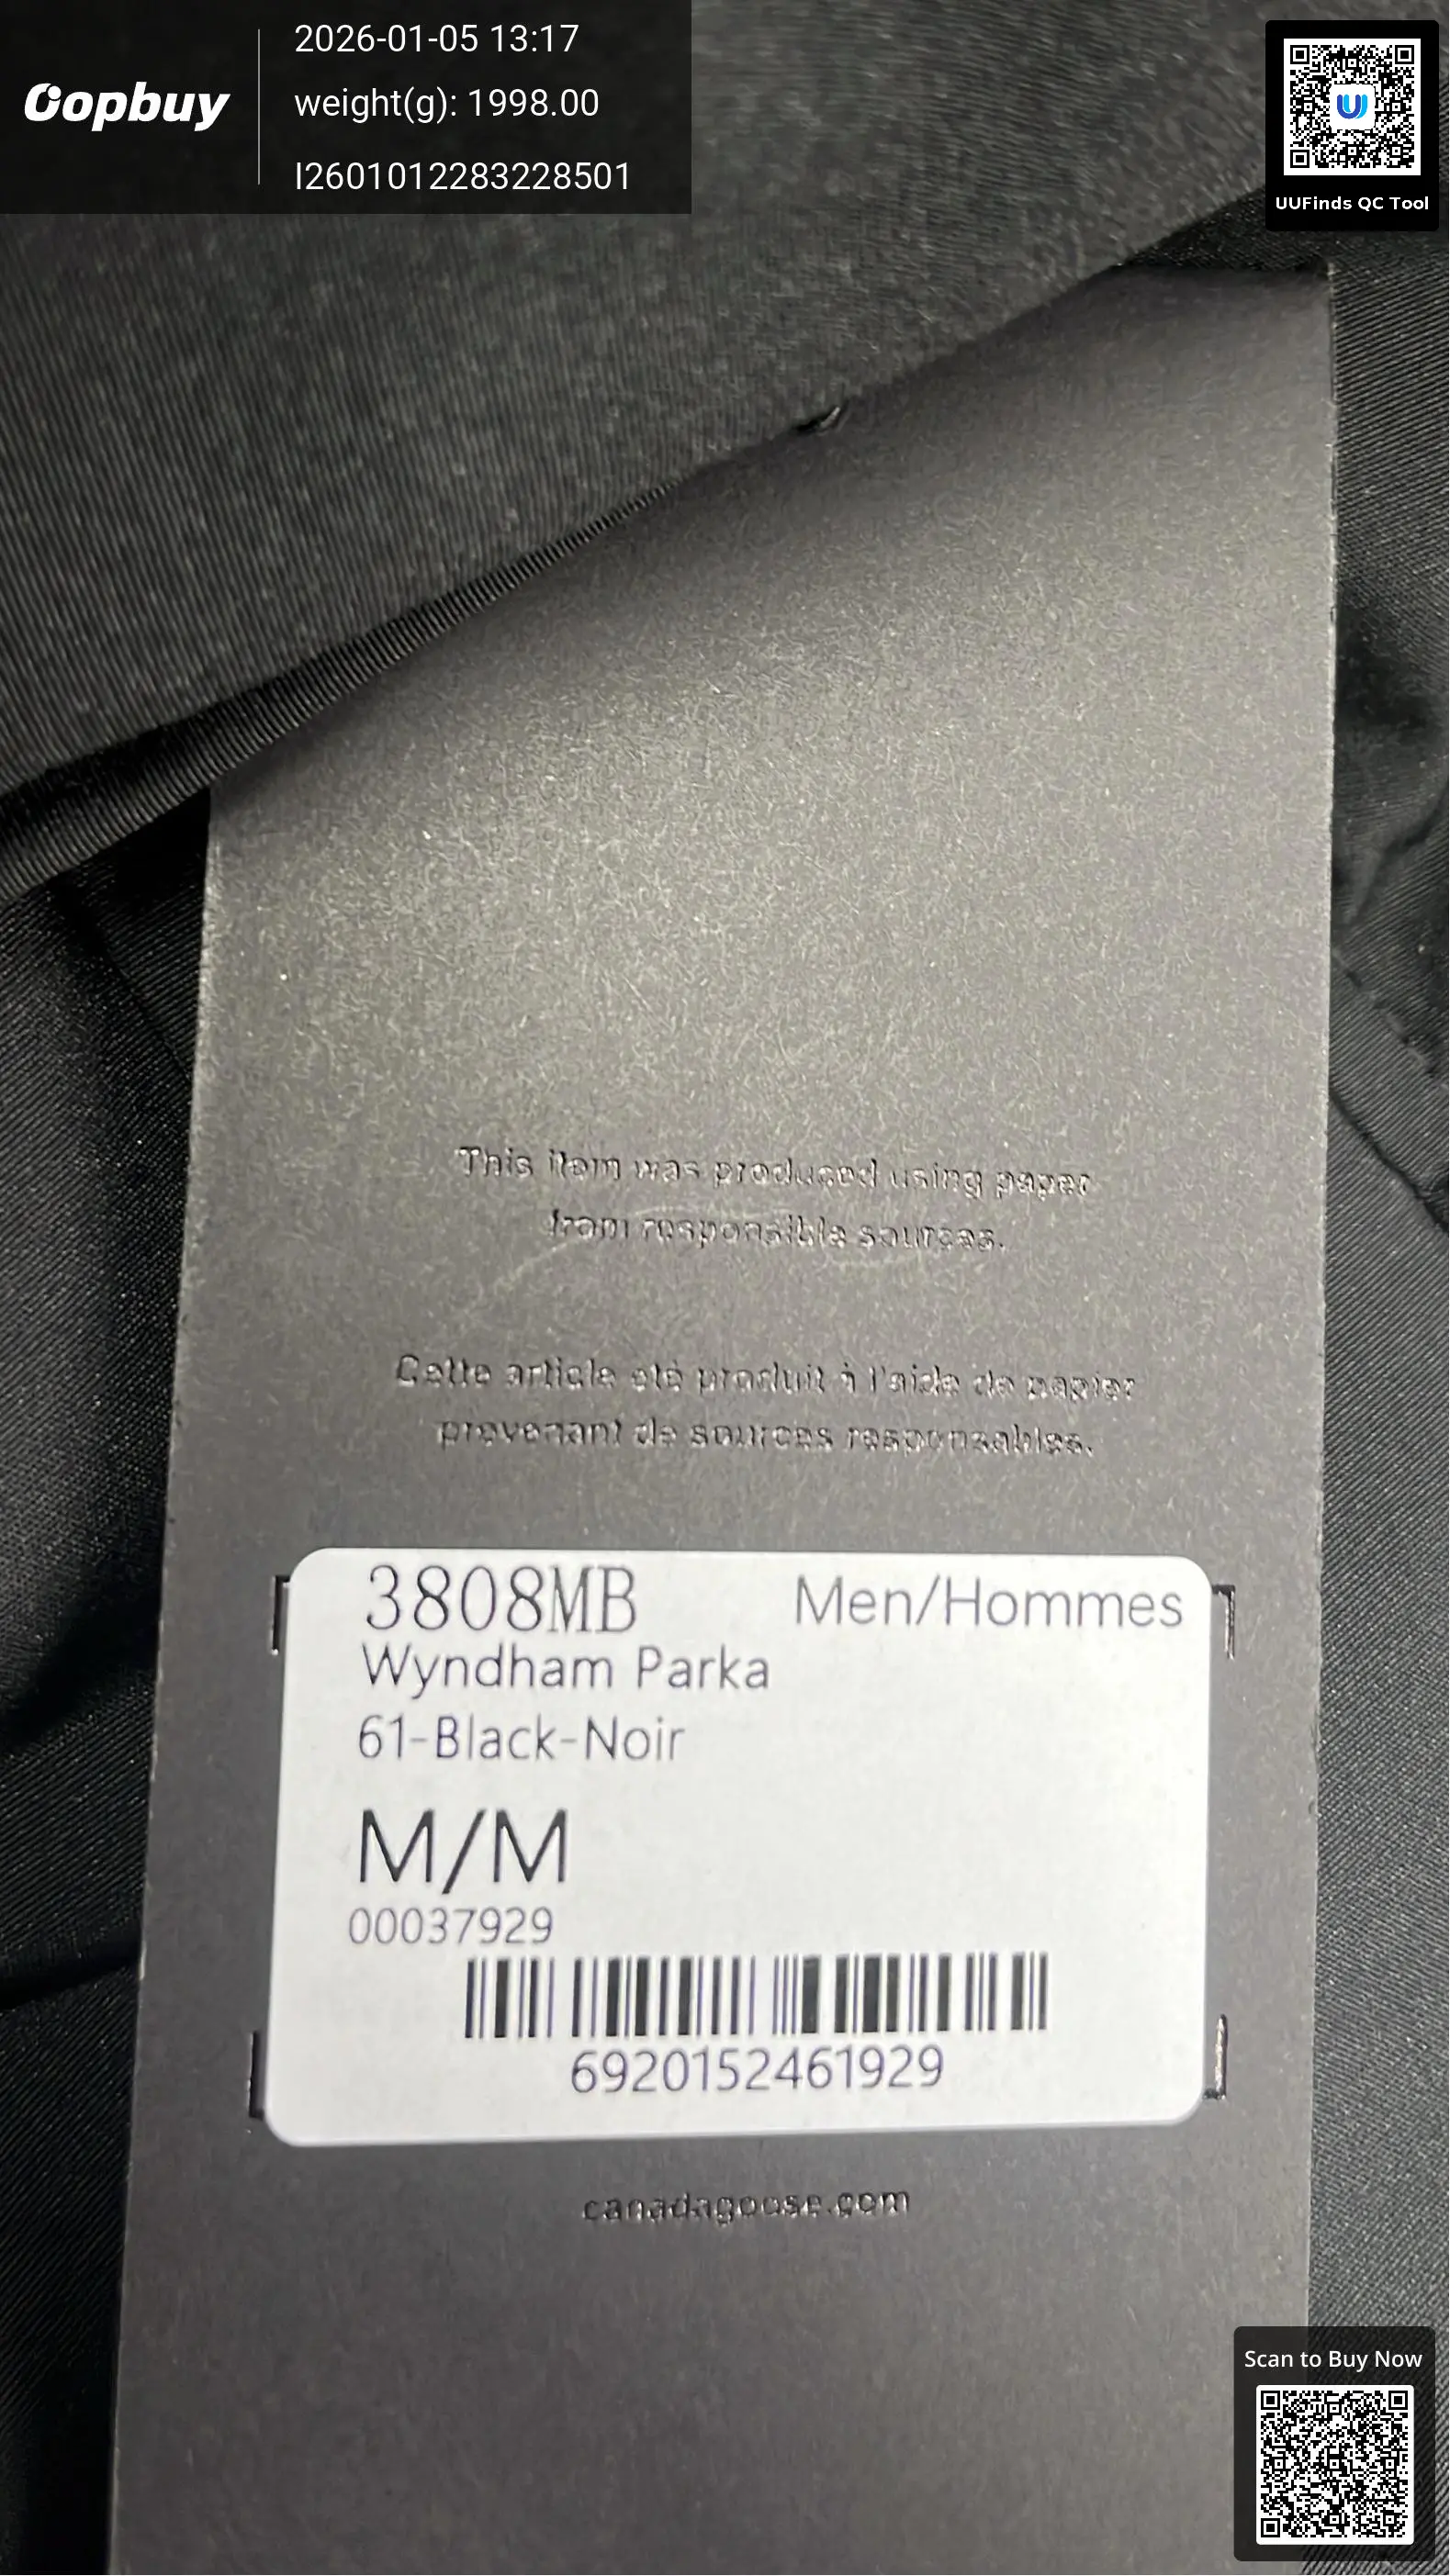 Oopbuy
2026-01-05 13:17
weight(g): 1998.00
I2601012283228501
UUFinds QC Tool
This item was produced using paper
from responsible sources.
Cette article eté produit à l'aide de papier
provenant de sources responsables.
3808MB
Men/Hommes
Wyndham Parka
61-Black-Noir
M/M
00037929
6920152461929
canadagoose.com
Scan to Buy Now